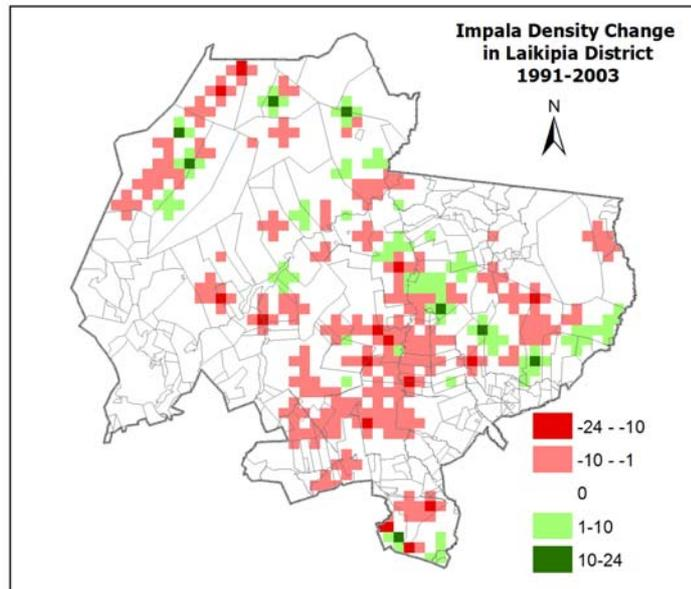 Impala Density Change
in Laikipia District
1991-2003
N
-24 - -10
-10 - -1
0
1-10
10-24